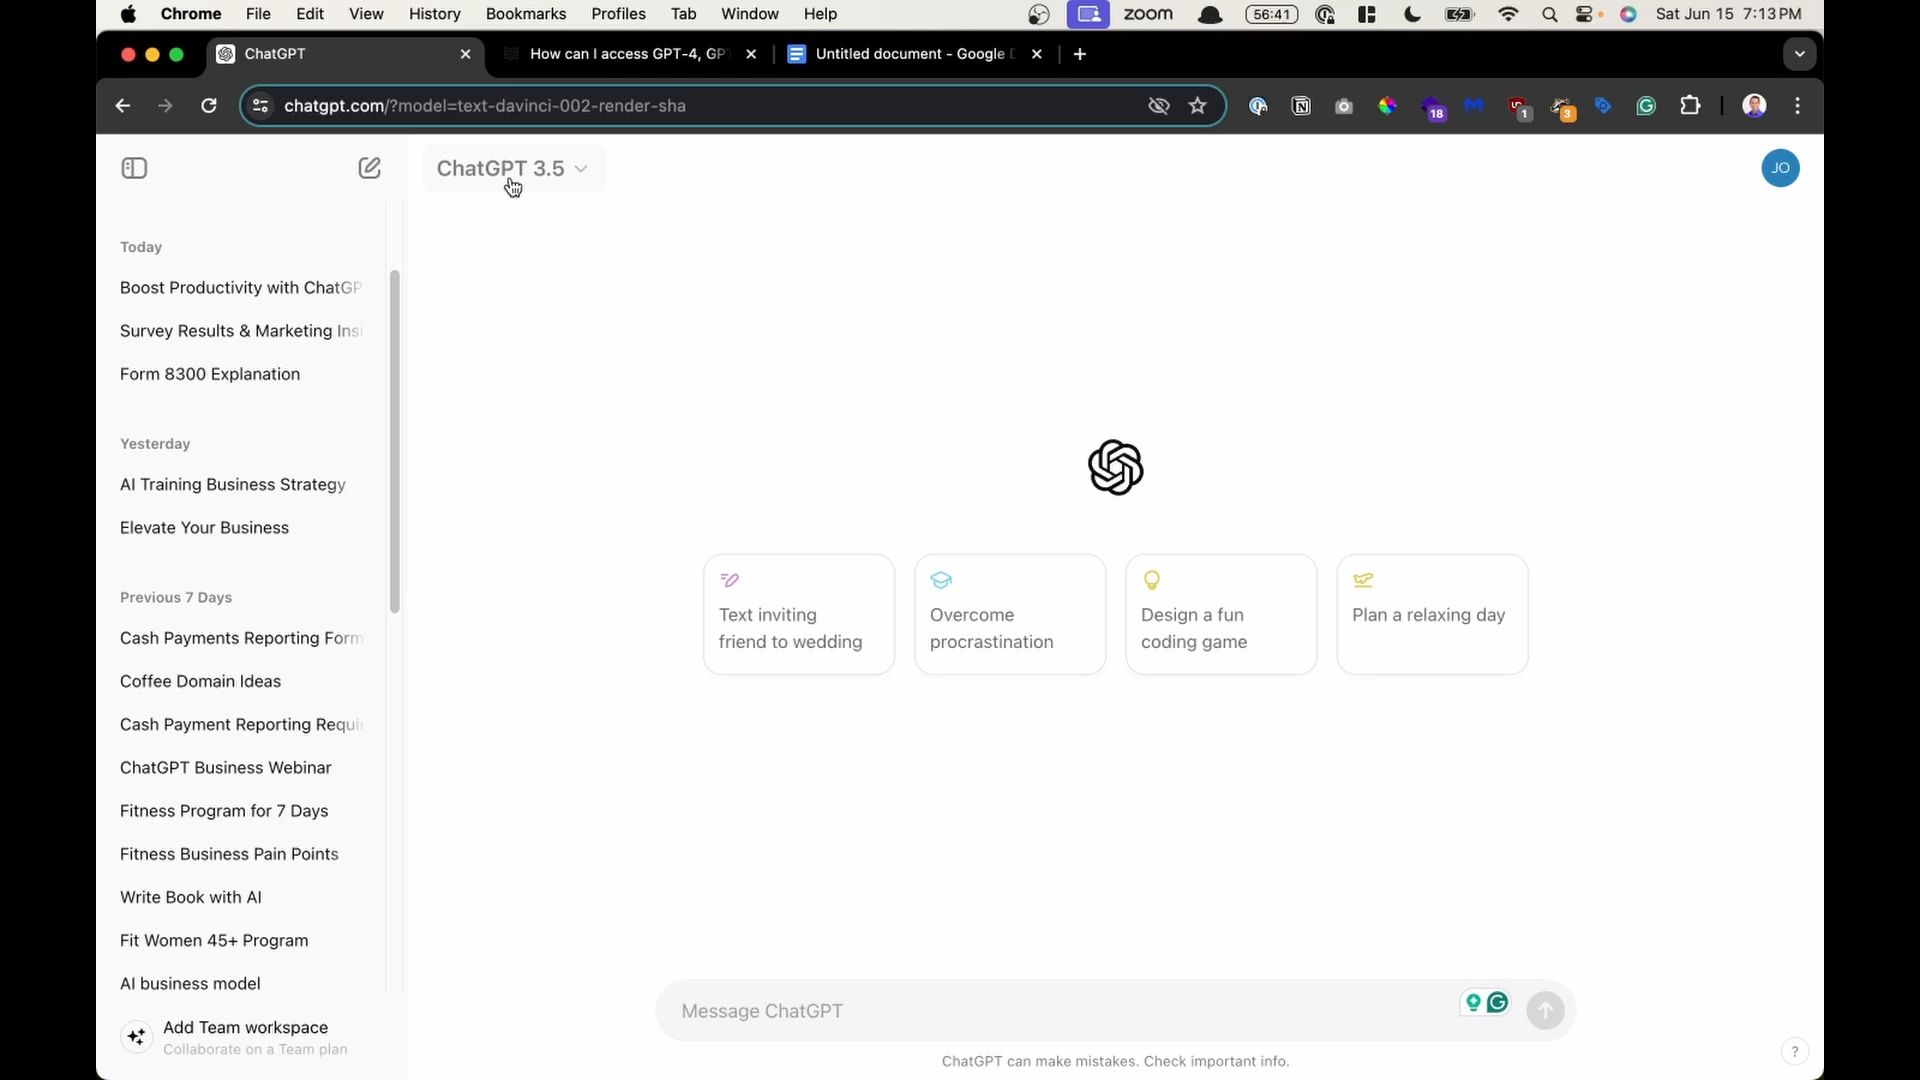 Chrome File Edit View History Bookmarks Profiles Tab Window Help zoom 56:41 Sat Jun 15 7:13 PM
ChatGPT How can I access GPT-4, GP Untitled document - Google D
chatgpt.com/?model=text-davinci-002-render-sha 18 1 3
ChatGPT 3.5 JO
Today
Boost Productivity with ChatGP
Survey Results & Marketing Insi
Form 8300 Explanation
Yesterday
AI Training Business Strategy
Elevate Your Business
Previous 7 Days
Cash Payments Reporting Form
Coffee Domain Ideas
Cash Payment Reporting Requi
ChatGPT Business Webinar
Fitness Program for 7 Days
Fitness Business Pain Points
Write Book with AI
Fit Women 45+ Program
AI business model
Add Team workspace
Collaborate on a Team plan
Text inviting
friend to wedding
Overcome
procrastination
Design a fun
coding game
Plan a relaxing day
Message ChatGPT
ChatGPT can make mistakes. Check important info.
?